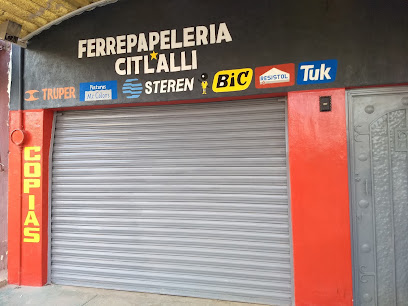 FERREPAPELERIA
CITLALLI
TRUPER
STEREN
BiC
RESISTOL
Tuk
COPIAS